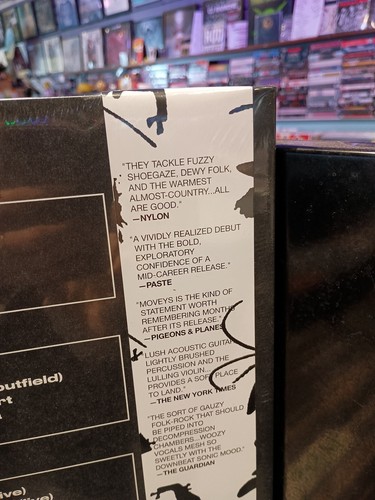 "THEY TACKLE FUZZY
SHOEGAZE, DEWY FOLK,
AND THE WARMEST
ALMOST-COUNTRY...ALL
ARE GOOD."
—NYLON
"A VIVIDLY REALIZED DEBUT
WITH THE BOLD,
EXPLORATORY
CONFIDENCE OF A
MID-CAREER RELEASE."
—PASTE
"MOVEYS IS THE KIND OF
STATEMENT WORTH
REMEMBERING MONTHS
AFTER ITS RELEASE."
—PIGEONS & PLANES
LUSH ACOUSTIC GUITAR
LIGHTLY BRUSHED
PERCUSSION AND THE
LULLING VIOLIN...
PROVIDES A SOFT PLACE
TO LAND."
—THE NEW YORK TIMES
"THE SORT OF GAUZY
FOLK-ROCK THAT SHOULD
BE PIPED INTO
DECOMPRESSION
CHAMBERS...WOOZY
VOCALS MESH SO
SWEETLY WITH THE
DOWNBEAT SONIC MOOD."
—THE GUARDIAN
outfield)
rt
ive)